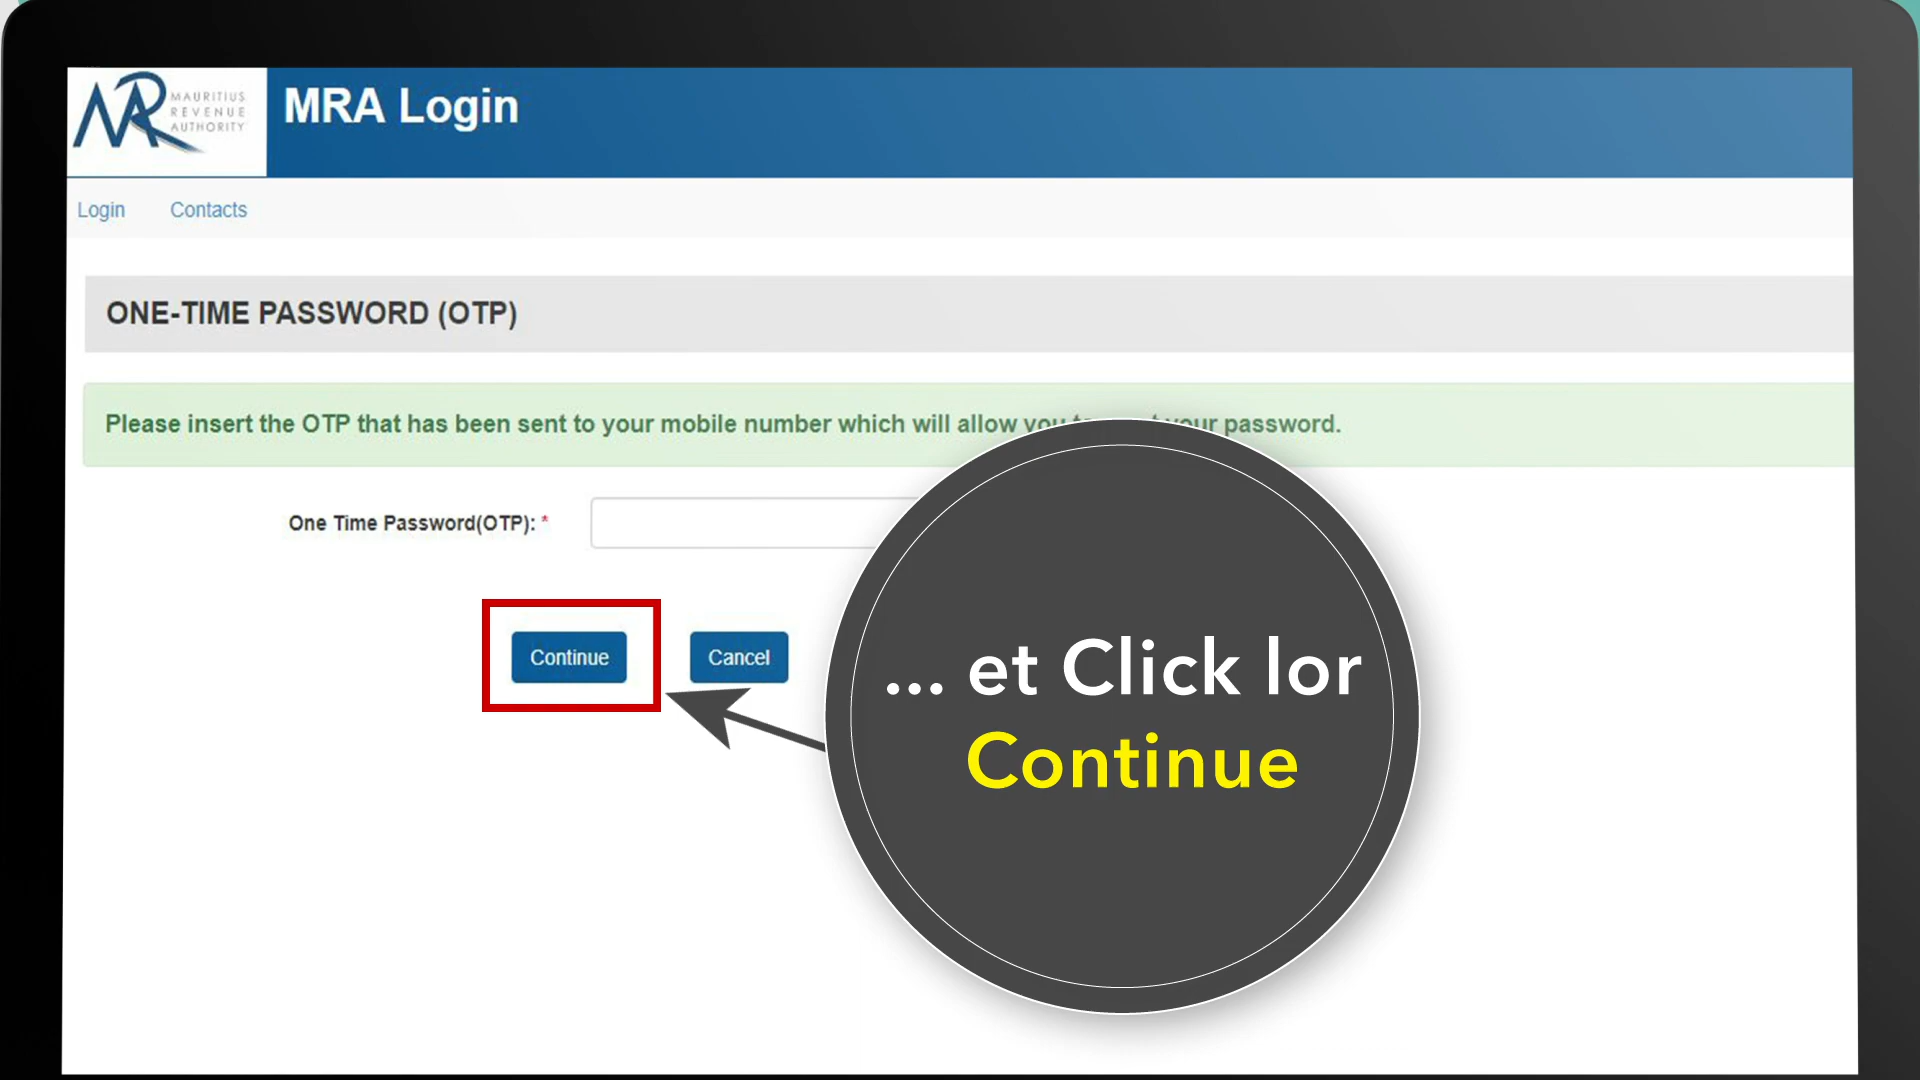 MAURITIUS
REVENUE
AUTHORITY
MRA Login
Login Contacts
ONE-TIME PASSWORD (OTP)
Please insert the OTP that has been sent to your mobile number which will allow you your password.
One Time Password(OTP): *
Continue Cancel
... et Click lor
Continue